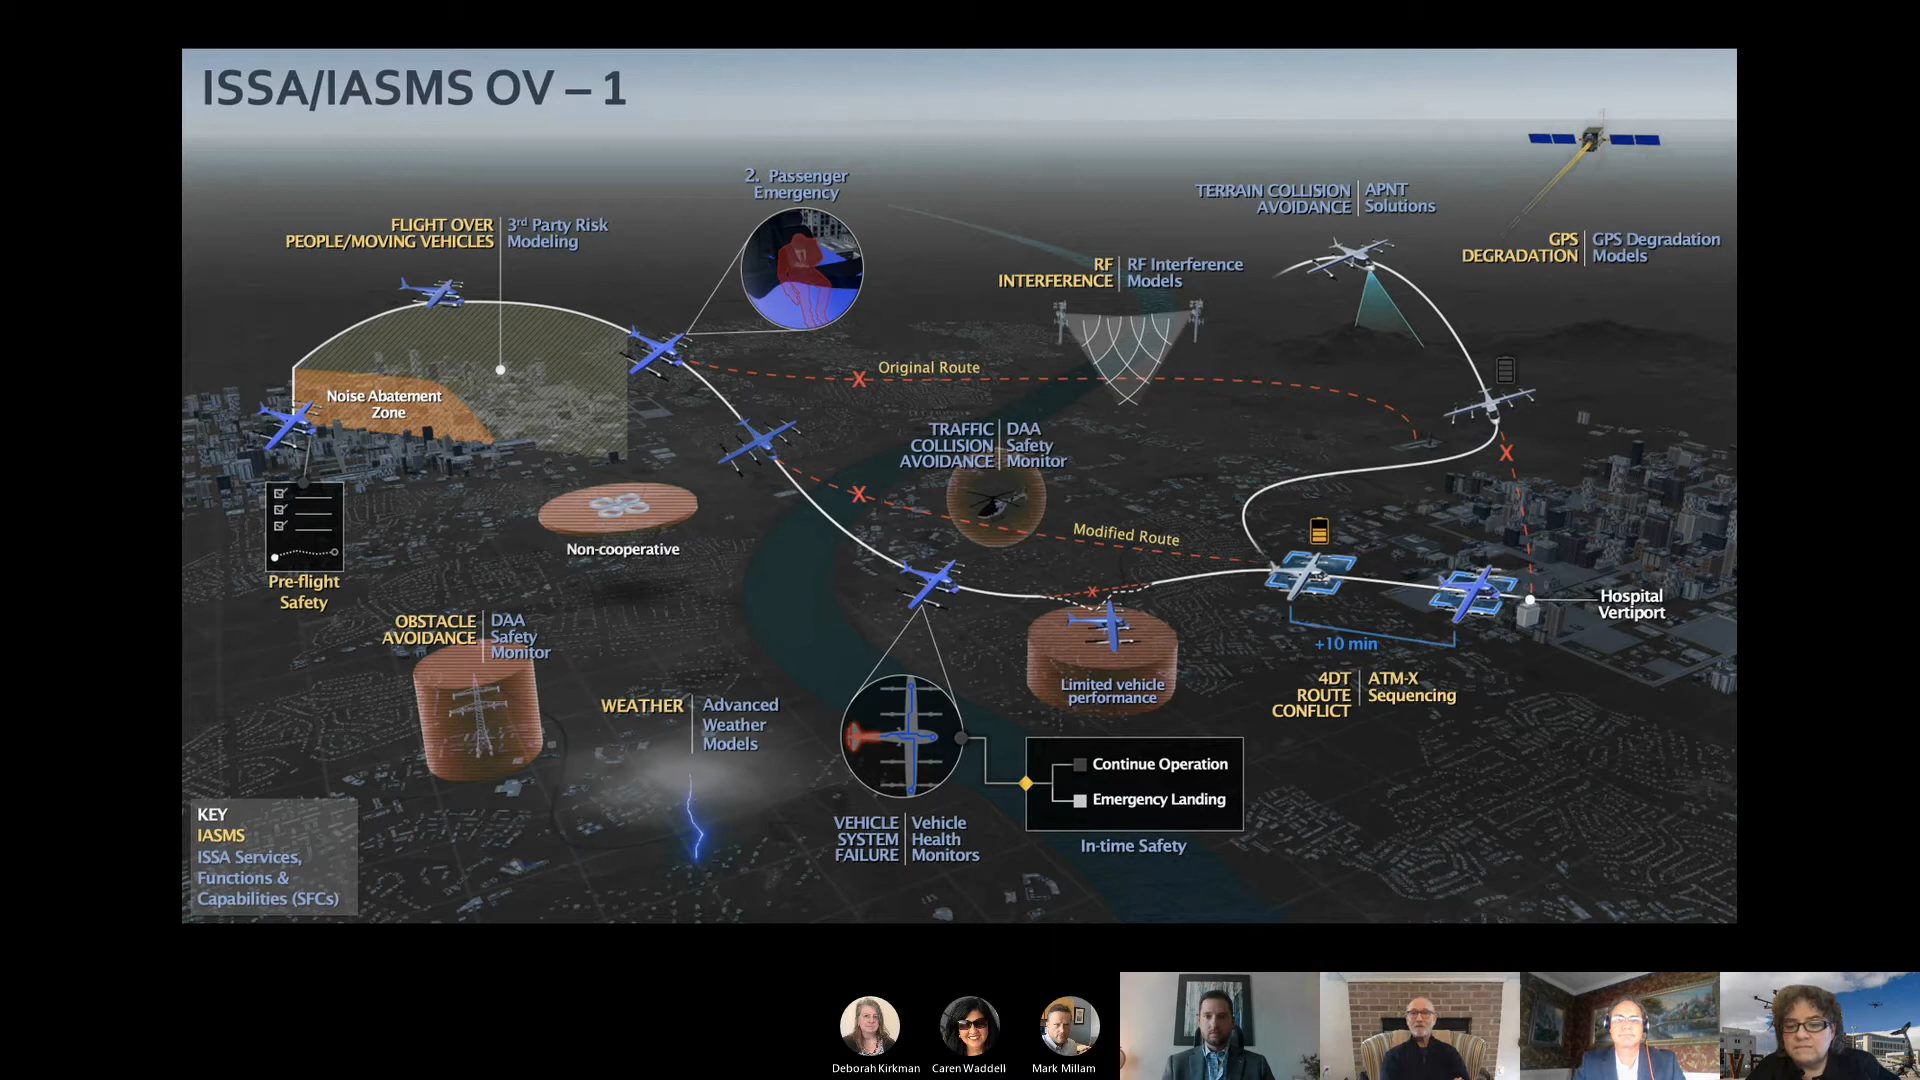 ISSA/IASMS OV – 1
2. Passenger
Emergency
FLIGHT OVER
PEOPLE/MOVING VEHICLES
3rd Party Risk
Modeling
TERRAIN COLLISION
AVOIDANCE
APNT
Solutions
GPS
DEGRADATION
GPS Degradation
Models
RF
INTERFERENCE
RF Interference
Models
Original Route
Noise Abatement
Zone
TRAFFIC
COLLISION
AVOIDANCE
DAA
Safety
Monitor
Modified Route
Non-cooperative
Pre-flight
Safety
Hospital
Vertiport
OBSTACLE
AVOIDANCE
DAA
Safety
Monitor
+10 min
Limited vehicle
performance
4DT
ROUTE
CONFLICT
ATM-X
Sequencing
WEATHER
Advanced
Weather
Models
Continue Operation
Emergency Landing
In-time Safety
VEHICLE
SYSTEM
FAILURE
Vehicle
Health
Monitors
KEY
IASMS
ISSA Services,
Functions &
Capabilities (SFCs)
Deborah Kirkman
Caren Waddell
Mark Millam